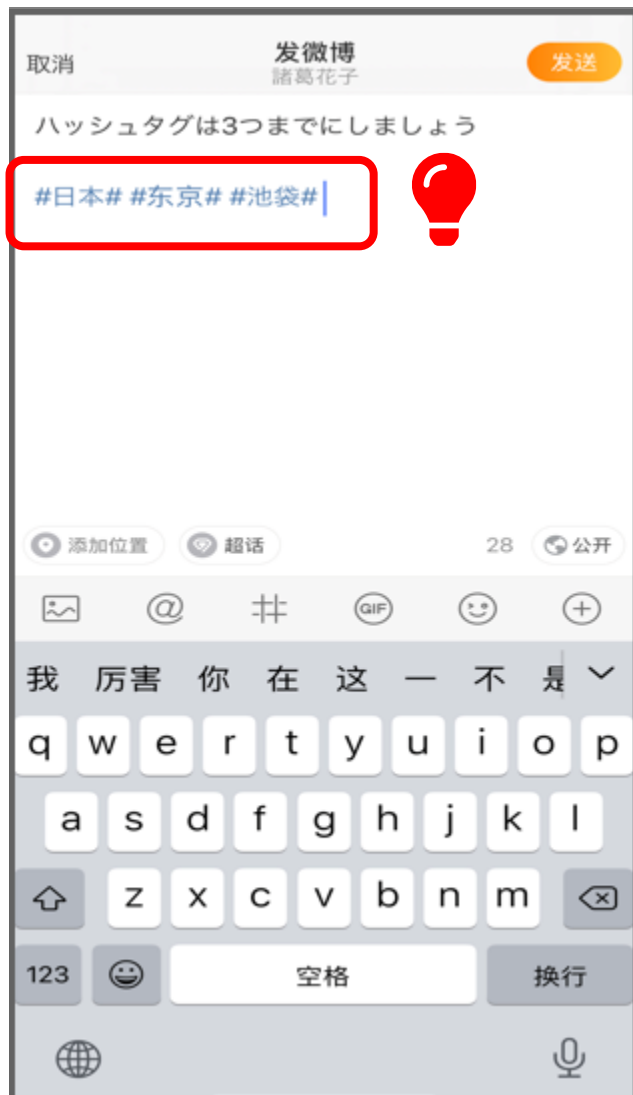 取消
发微博
諸葛花子
发送
ハッシュタグは3つまでにしましょう
#日本# #东京# #池袋#
添加位置
超话
28
公开
@
GIF
我 厉害 你 在 这 一 不 是
q w e r t y u i o p
a s d f g h j k l
z x c v b n m
123
空格
换行